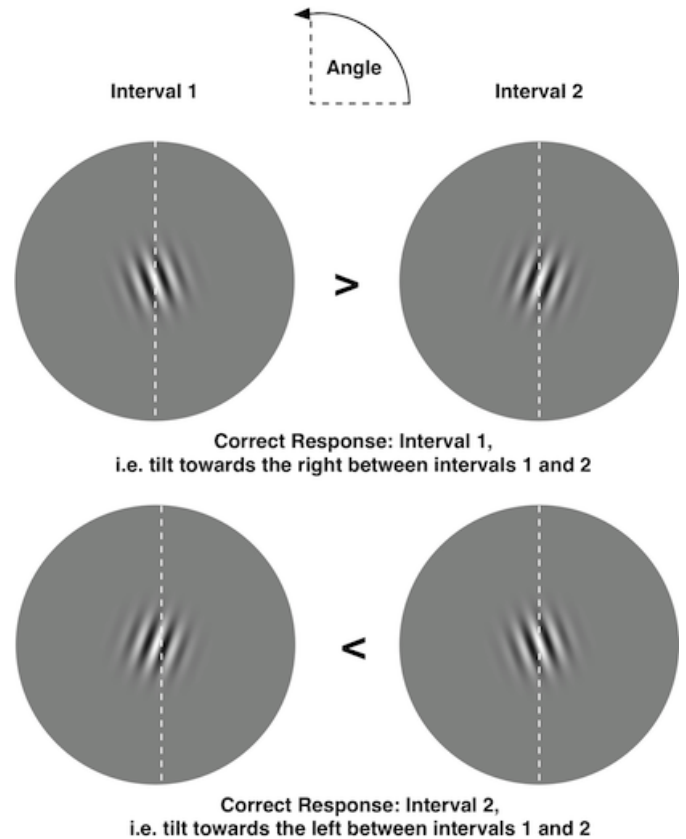 Angle
Interval 1
Interval 2
>
Correct Response: Interval 1,
i.e. tilt towards the right between intervals 1 and 2
<
Correct Response: Interval 2,
i.e. tilt towards the left between intervals 1 and 2